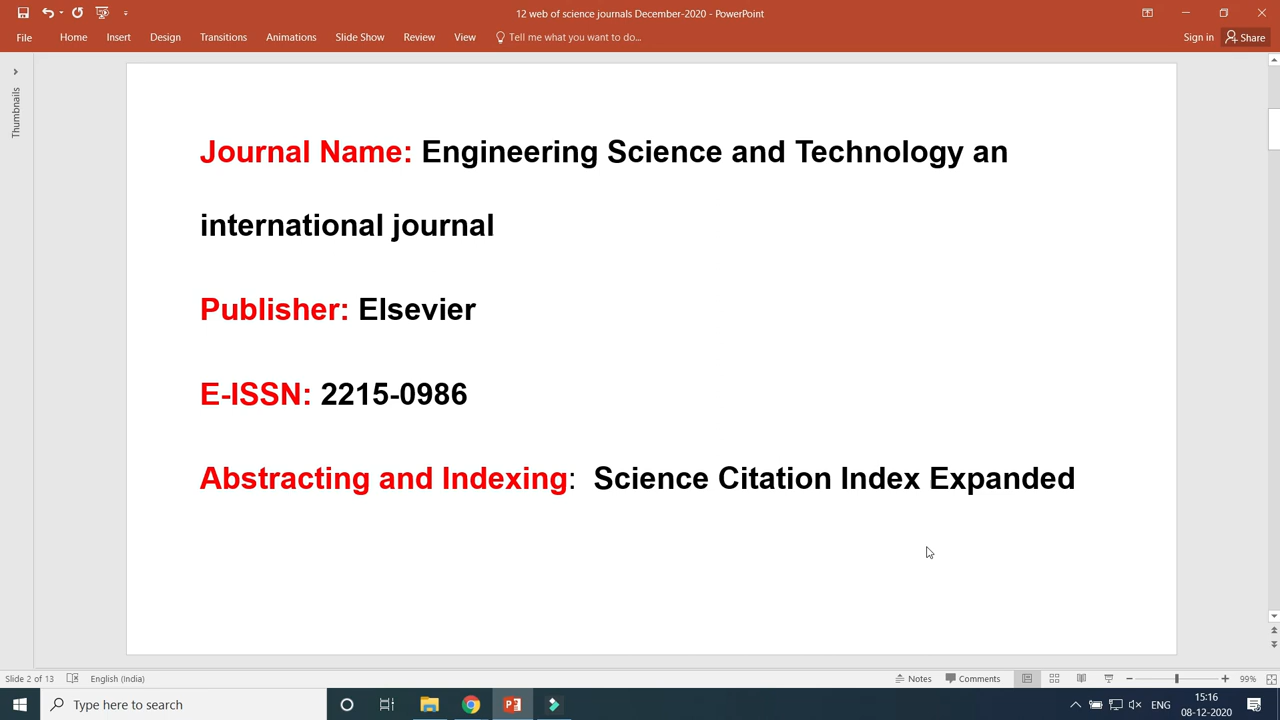 12 web of science journals December-2020 - PowerPoint
File Home Insert Design Transitions Animations Slide Show Review View Tell me what you want to do... Sign in Share
Thumbnails
Journal Name: Engineering Science and Technology an
international journal
Publisher: Elsevier
E-ISSN: 2215-0986
Abstracting and Indexing: Science Citation Index Expanded
Slide 2 of 13 English (India) Notes Comments 99%
Type here to search
ENG
15:16
08-12-2020